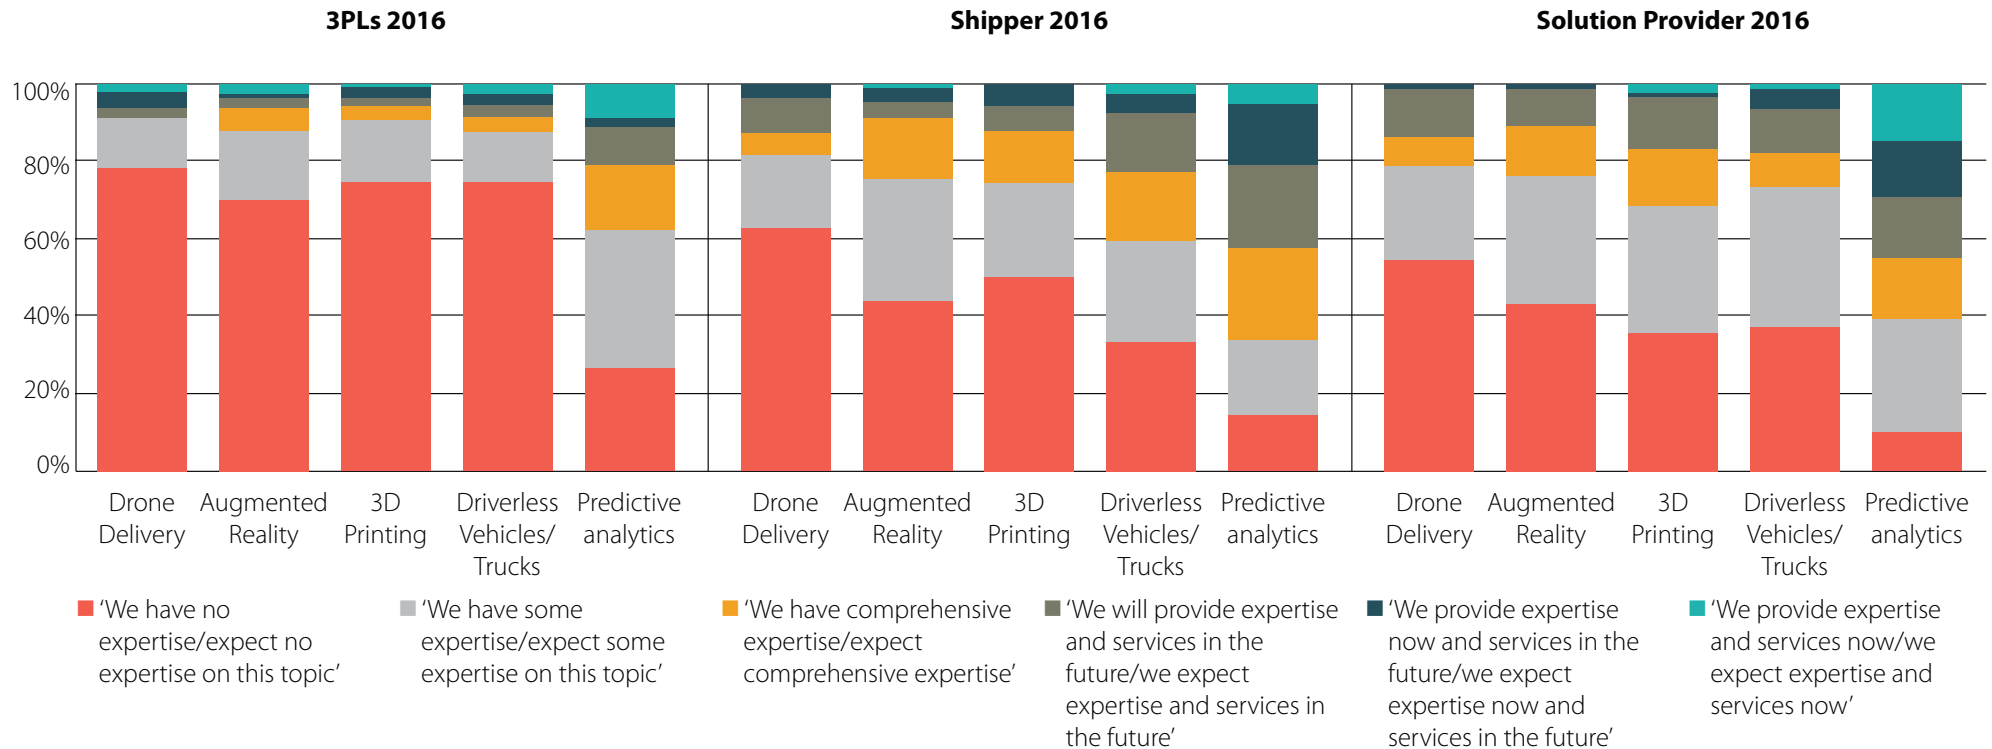 3PLs 2016
Shipper 2016
Solution Provider 2016
100%
80%
60%
40%
20%
0%
Drone
Delivery
Augmented
Reality
3D
Printing
Driverless
Vehicles/
Trucks
Predictive
analytics
Drone
Delivery
Augmented
Reality
3D
Printing
Driverless
Vehicles/
Trucks
Predictive
analytics
Drone
Delivery
Augmented
Reality
3D
Printing
Driverless
Vehicles/
Trucks
Predictive
analytics
‘We have no
expertise/expect no
expertise on this topic’
‘We have some
expertise/expect some
expertise on this topic’
‘We have comprehensive
expertise/expect
comprehensive expertise’
‘We will provide expertise
and services in the
future/we expect
expertise and services in
the future’
‘We provide expertise
now and services in the
future/we expect
expertise now and
services in the future’
‘We provide expertise
and services now/we
expect expertise and
services now’